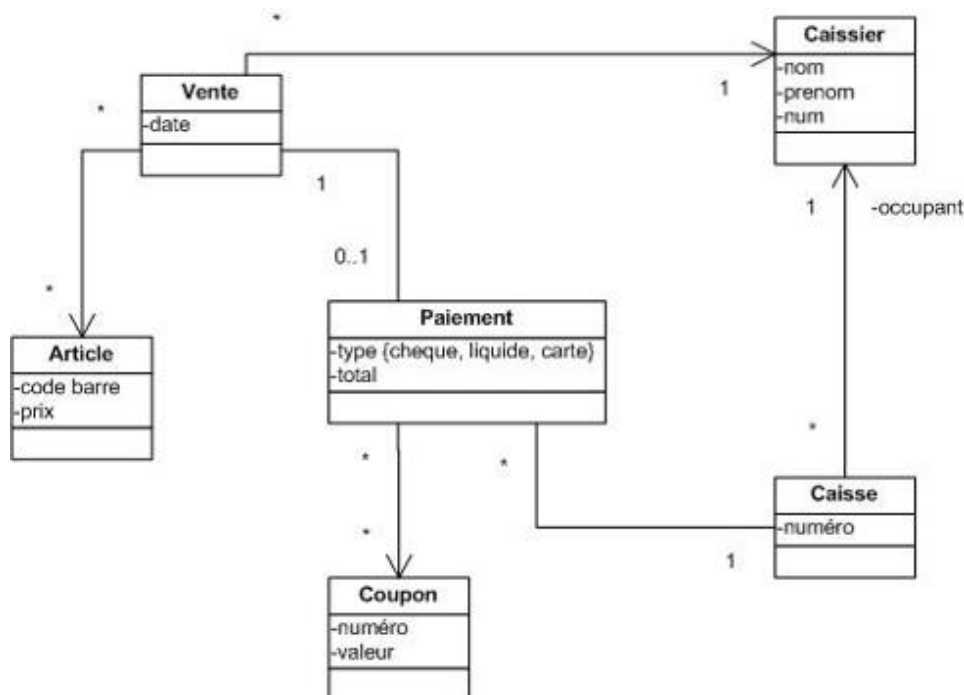 *
Caissier
-nom
-prenom
-num
1
Vente
-date
*
1
1
-occupant
0..1
*
Paiement
-type {cheque, liquide, carte}
-total
Article
-code barre
-prix
*
*
*
Caisse
-numéro
*
1
Coupon
-numéro
-valeur